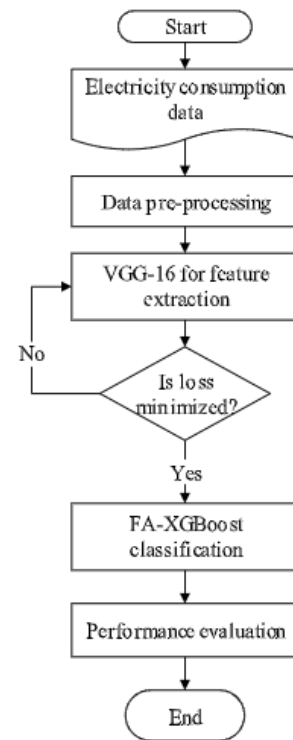 Start
Electricity consumption
data
Data pre-processing
VGG-16 for feature
extraction
No
Is loss
minimized?
Yes
FA-XGBoost
classification
Performance evaluation
End